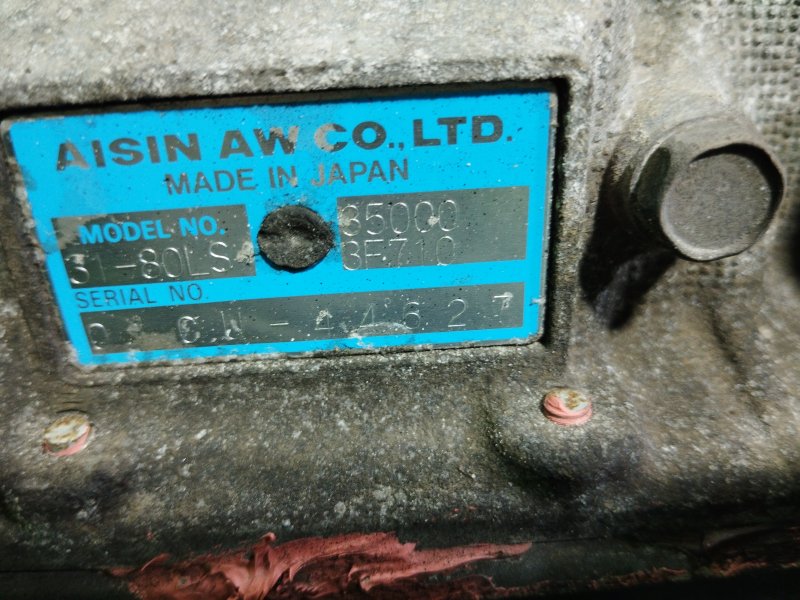 AISIN AW CO., LTD.
MADE IN JAPAN
MODEL NO.
35000
31-80LS
3F710
SERIAL NO.